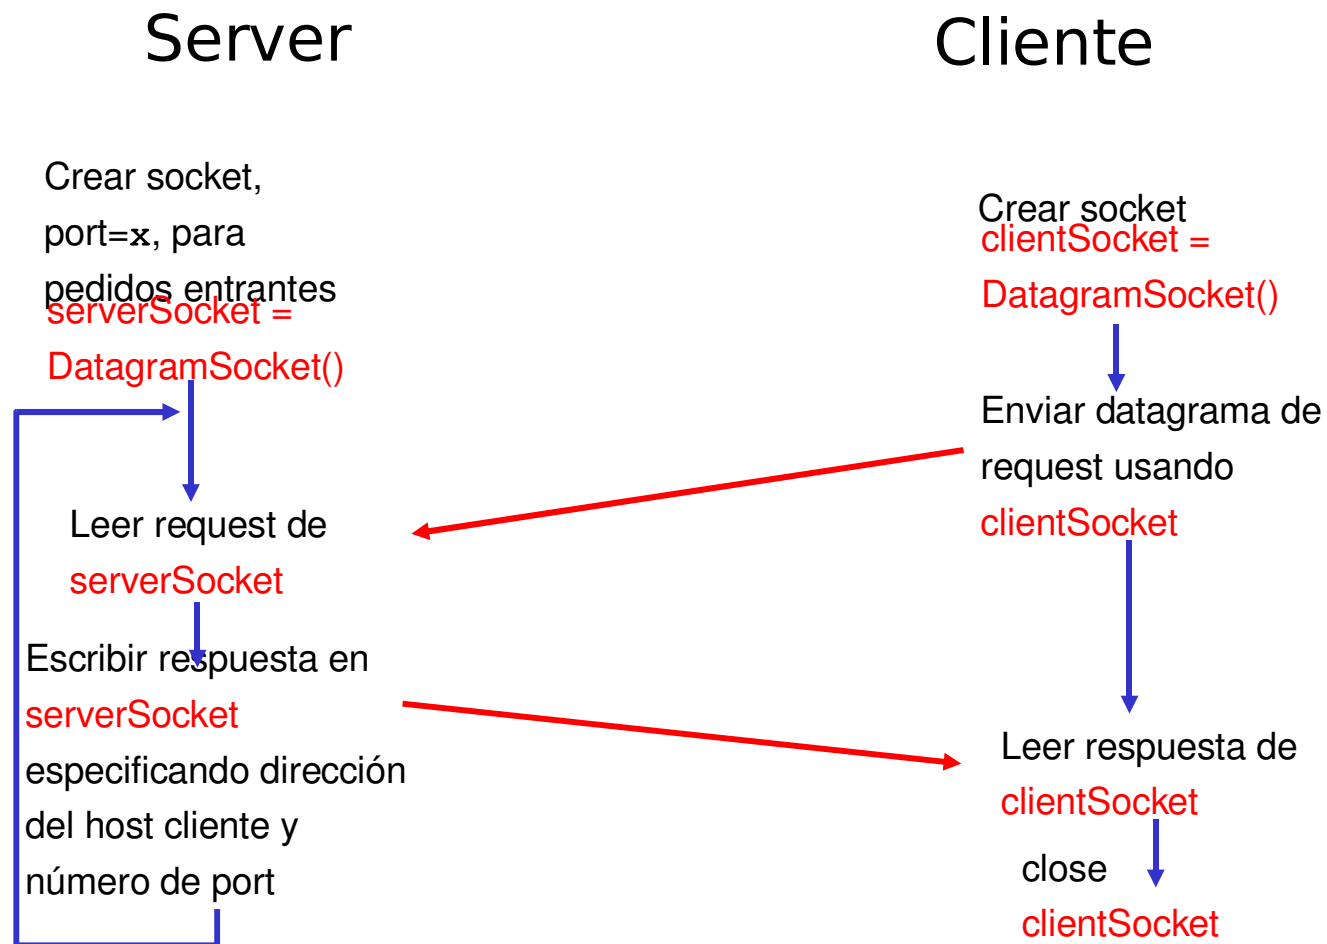 Server
Cliente
Crear socket,
port=x, para
pedidos entrantes
serverSocket =
DatagramSocket()
Leer request de
serverSocket
Escribir respuesta en
serverSocket
especificando dirección
del host cliente y
número de port
Crear socket
clientSocket =
DatagramSocket()
Enviar datagrama de
request usando
clientSocket
Leer respuesta de
clientSocket
close
clientSocket